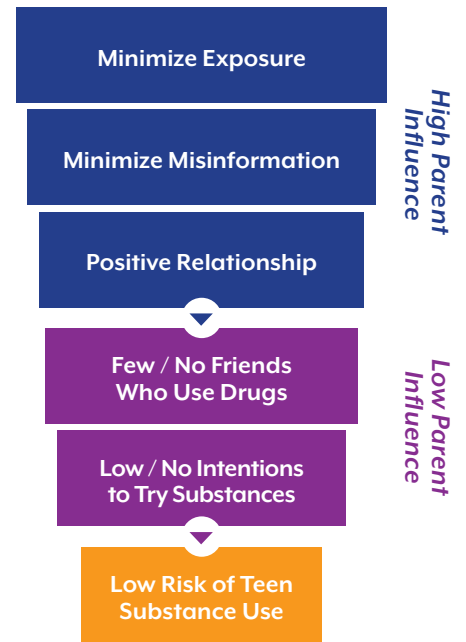 Minimize Exposure
Minimize Misinformation
Positive Relationship
High Parent
Influence
Few / No Friends
Who Use Drugs
Low / No Intentions
to Try Substances
Low Parent
Influence
Low Risk of Teen
Substance Use